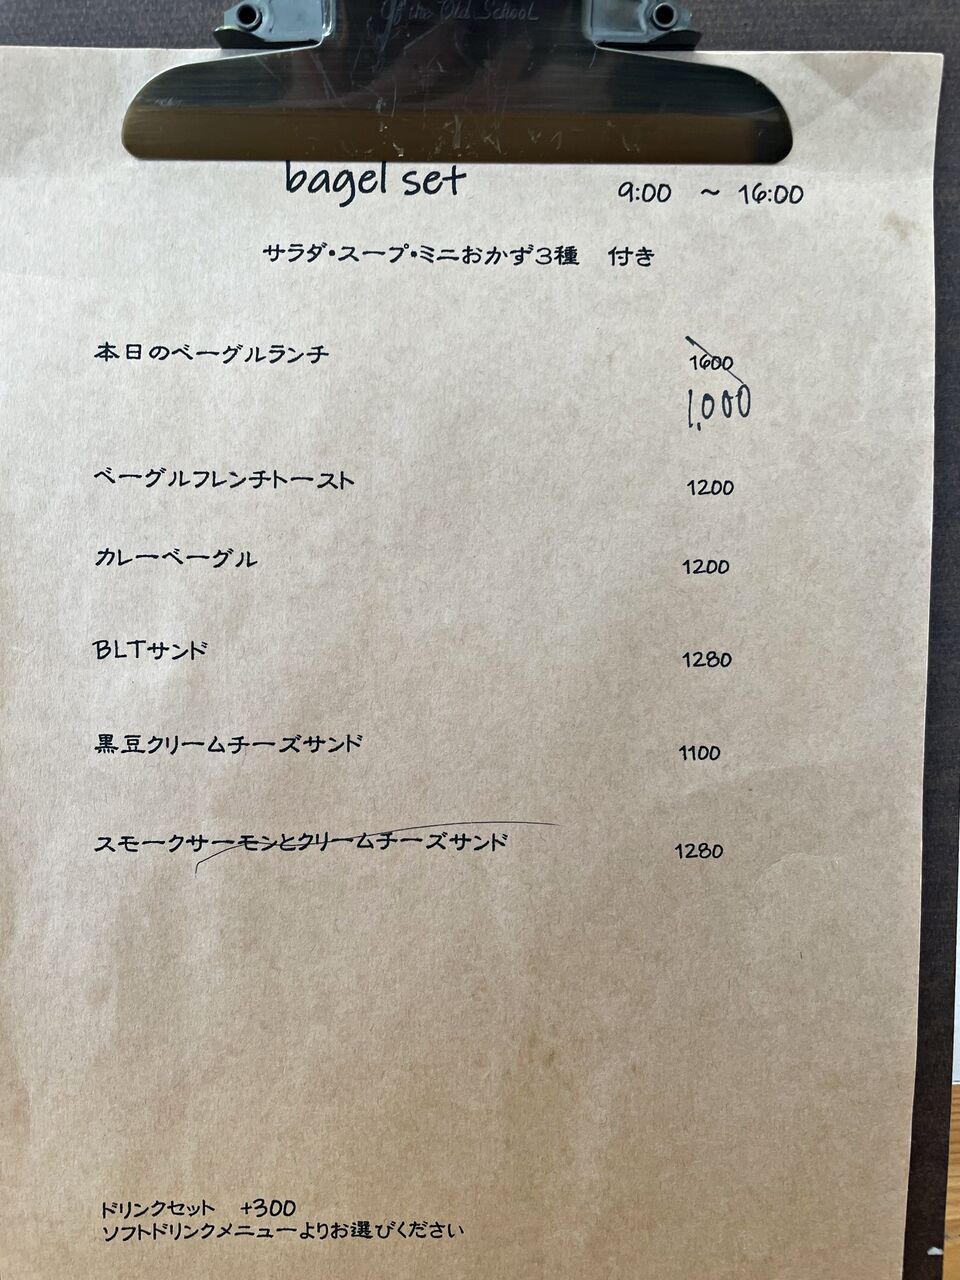 Of the Old School
bagel set 9:00 ～ 16:00
サラダ・スープ・ミニおかず3種 付き
本日のベーグルランチ 1600
1,000
ベーグルフレンチトースト 1200
カレーベーグル 1200
BLTサンド 1280
黒豆クリームチーズサンド 1100
スモークサーモンとクリームチーズサンド 1280
ドリンクセット +300
ソフトドリンクメニューよりお選びください